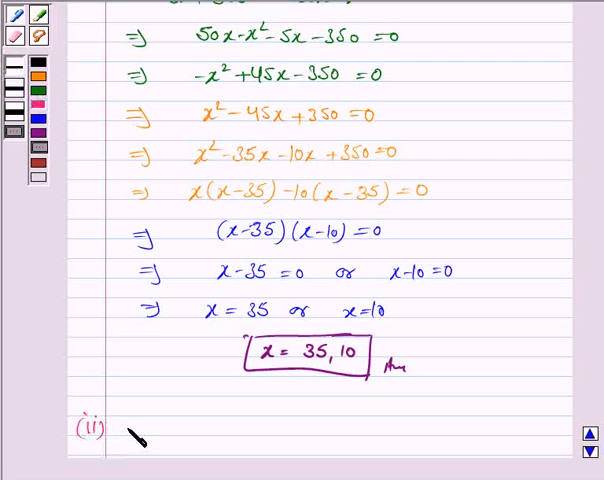 ⇒ 50x-x²-5x-350=0
⇒ -x²+45x-350=0
⇒ x²-45x+350=0
⇒ x²-35x-10x+350=0
⇒ x(x-35)-10(x-35)=0
⇒ (x-35)(x-10)=0
⇒ x-35=0 or x-10=0
⇒ x=35 or x=10
x=35,10 Ans
(ii)